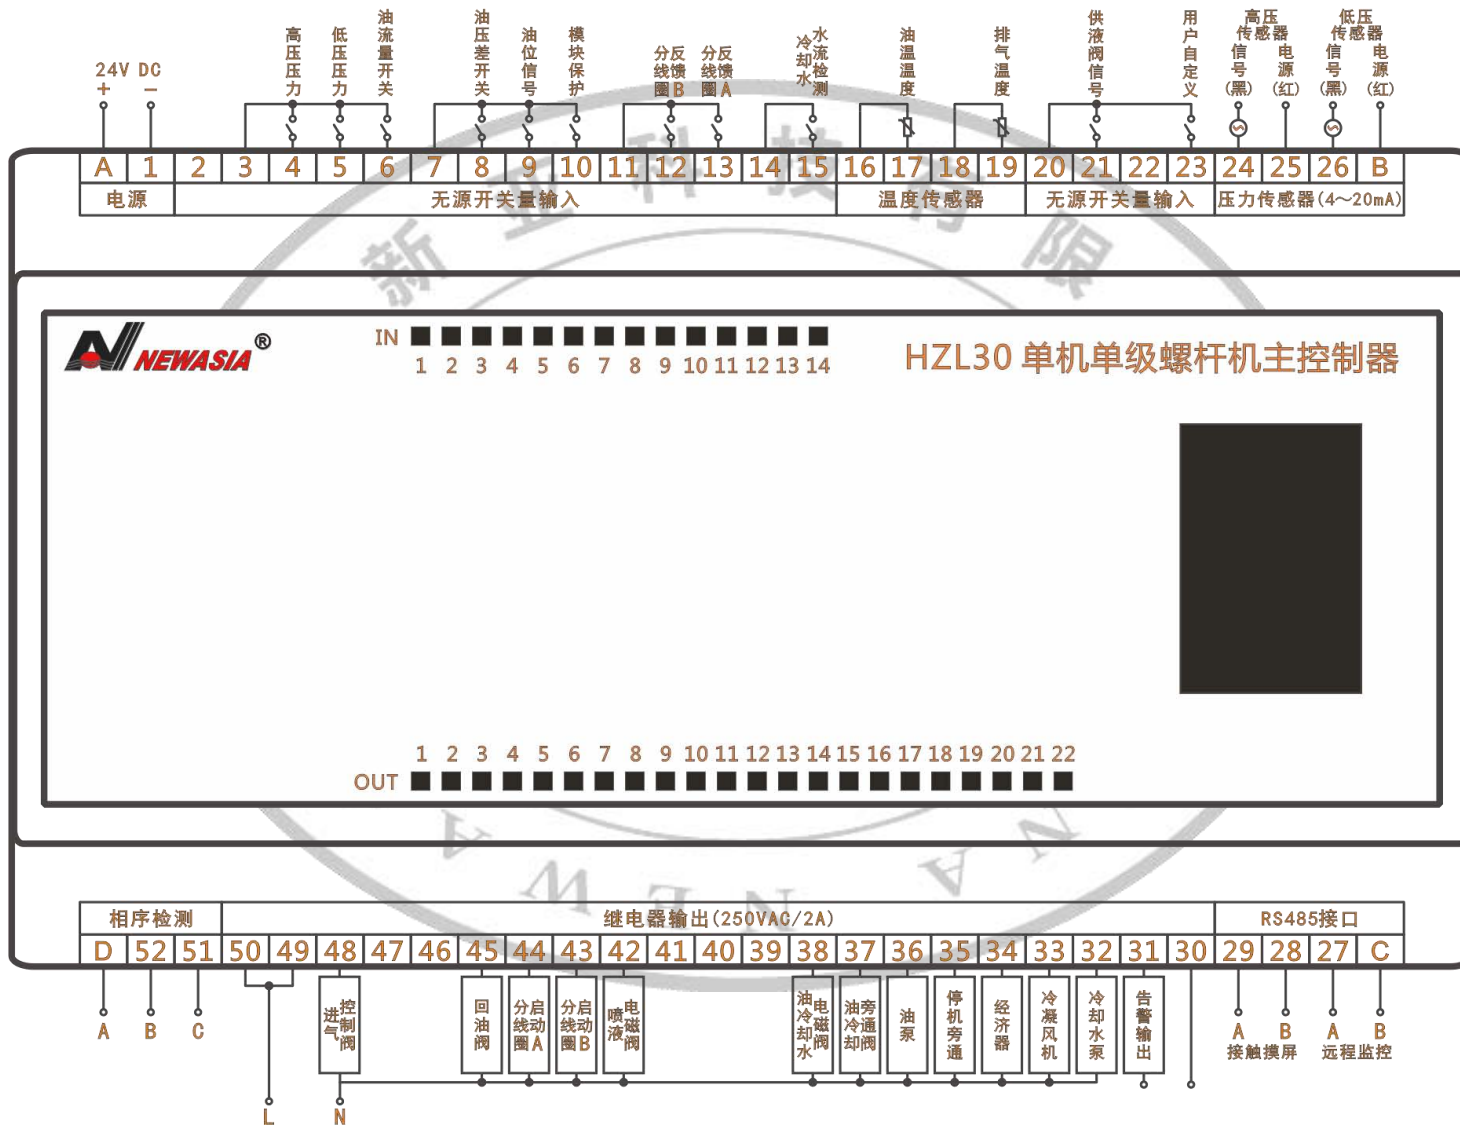 24V DC
+ −
高压压力
低压压力
油流量开关
油压差开关
油位信号
模块保护
分线圈B反馈
分线圈A反馈
冷却水水流检测
油温温度
排气温度
供液阀信号
用户自定义
高压传感器
信号(黑)
电源(红)
低压传感器
信号(黑)
电源(红)
A 1 2 3 4 5 6 7 8 9 10 11 12 13 14 15 16 17 18 19 20 21 22 23 24 25 26 B
电源 无源开关量输入 温度传感器 无源开关量输入 压力传感器(4～20mA)
新亚科技有限
NEWASIA®
IN
1 2 3 4 5 6 7 8 9 10 11 12 13 14
HZL30 单机单级螺杆机主控制器
1 2 3 4 5 6 7 8 9 10 11 12 13 14 15 16 17 18 19 20 21 22
OUT
NEWA
相序检测 继电器输出(250VAC/2A) RS485接口
D 52 51 50 49 48 47 46 45 44 43 42 41 40 39 38 37 36 35 34 33 32 31 30 29 28 27 C
进气控制阀
回油阀
分线圈A启动
分线圈B启动
喷液电磁阀
油冷却水电磁阀
油冷却旁通阀
油泵
停机旁通
经济器
冷凝风机
冷却水泵
告警输出
A B C
A B A B
接触摸屏 远程监控
L N